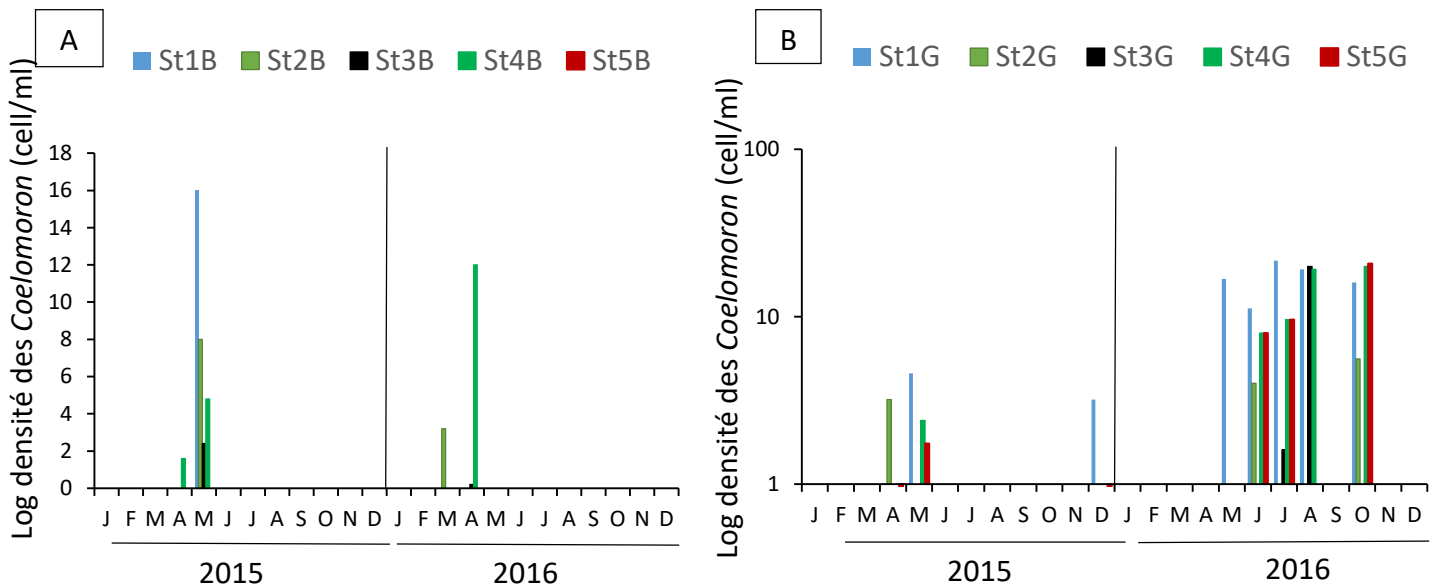 A
St1B St2B St3B St4B St5B
Log densité des Coelomoron (cell/ml)
18
16
14
12
10
8
6
4
2
0
J F M A M J J A S O N D J F M A M J J A S O N D
2015 2016
B
St1G St2G St3G St4G St5G
Log densité des Coelomoron (cell/ml)
100
10
1
J F M A M J J A S O N D J F M A M J J A S O N D
2015 2016